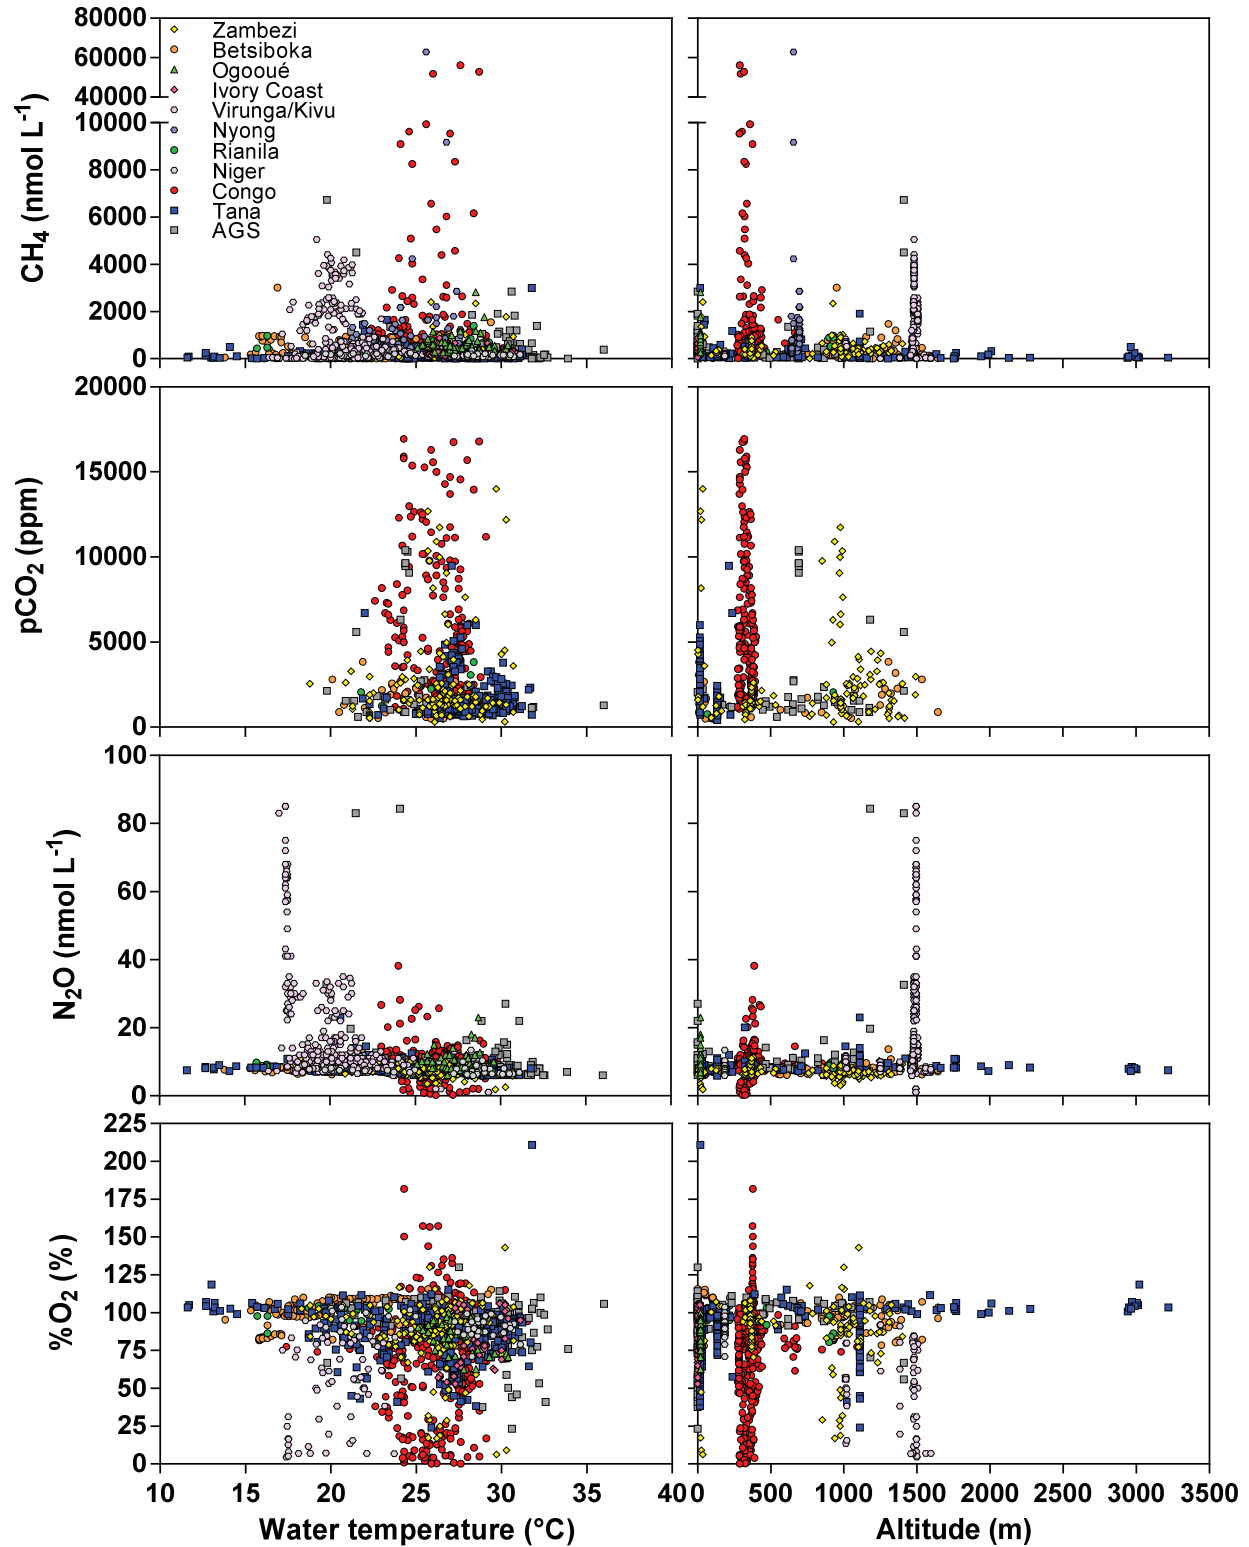 80000
60000
40000
10000
8000
6000
4000
2000
0
CH4 (nmol L-1)
Zambezi
Betsiboka
Ogooué
Ivory Coast
Virunga/Kivu
Nyong
Rianila
Niger
Congo
Tana
AGS
20000
15000
10000
5000
0
pCO2 (ppm)
100
80
60
40
20
0
N2O (nmol L-1)
225
200
175
150
125
100
75
50
25
0
%O2 (%)
10 15 20 25 30 35 40 0 500 1000 1500 2000 2500 3000 3500
Water temperature (°C) Altitude (m)